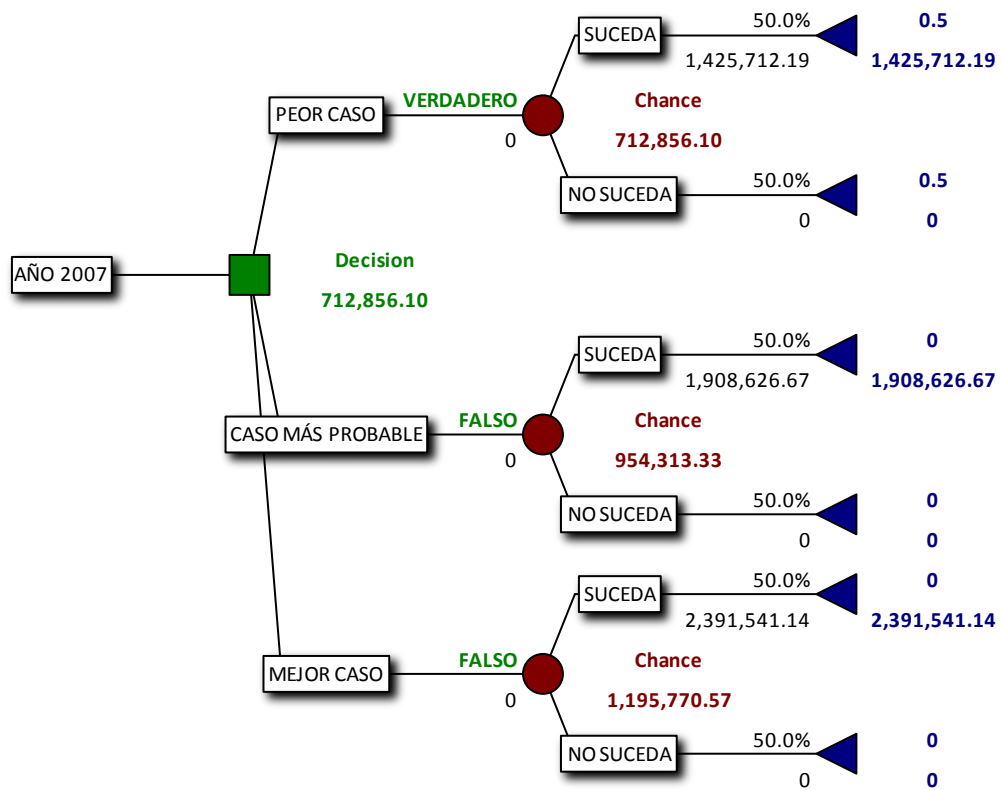 50.0% 0.5
SUCEDA
1,425,712.19 1,425,712.19
VERDADERO Chance
PEOR CASO
0 712,856.10
50.0% 0.5
NO SUCEDA
0 0
Decision
AÑO 2007
712,856.10
50.0% 0
SUCEDA
1,908,626.67 1,908,626.67
FALSO Chance
CASO MÁS PROBABLE
0 954,313.33
50.0% 0
NO SUCEDA
0 0
50.0% 0
SUCEDA
2,391,541.14 2,391,541.14
FALSO Chance
MEJOR CASO
0 1,195,770.57
50.0% 0
NO SUCEDA
0 0